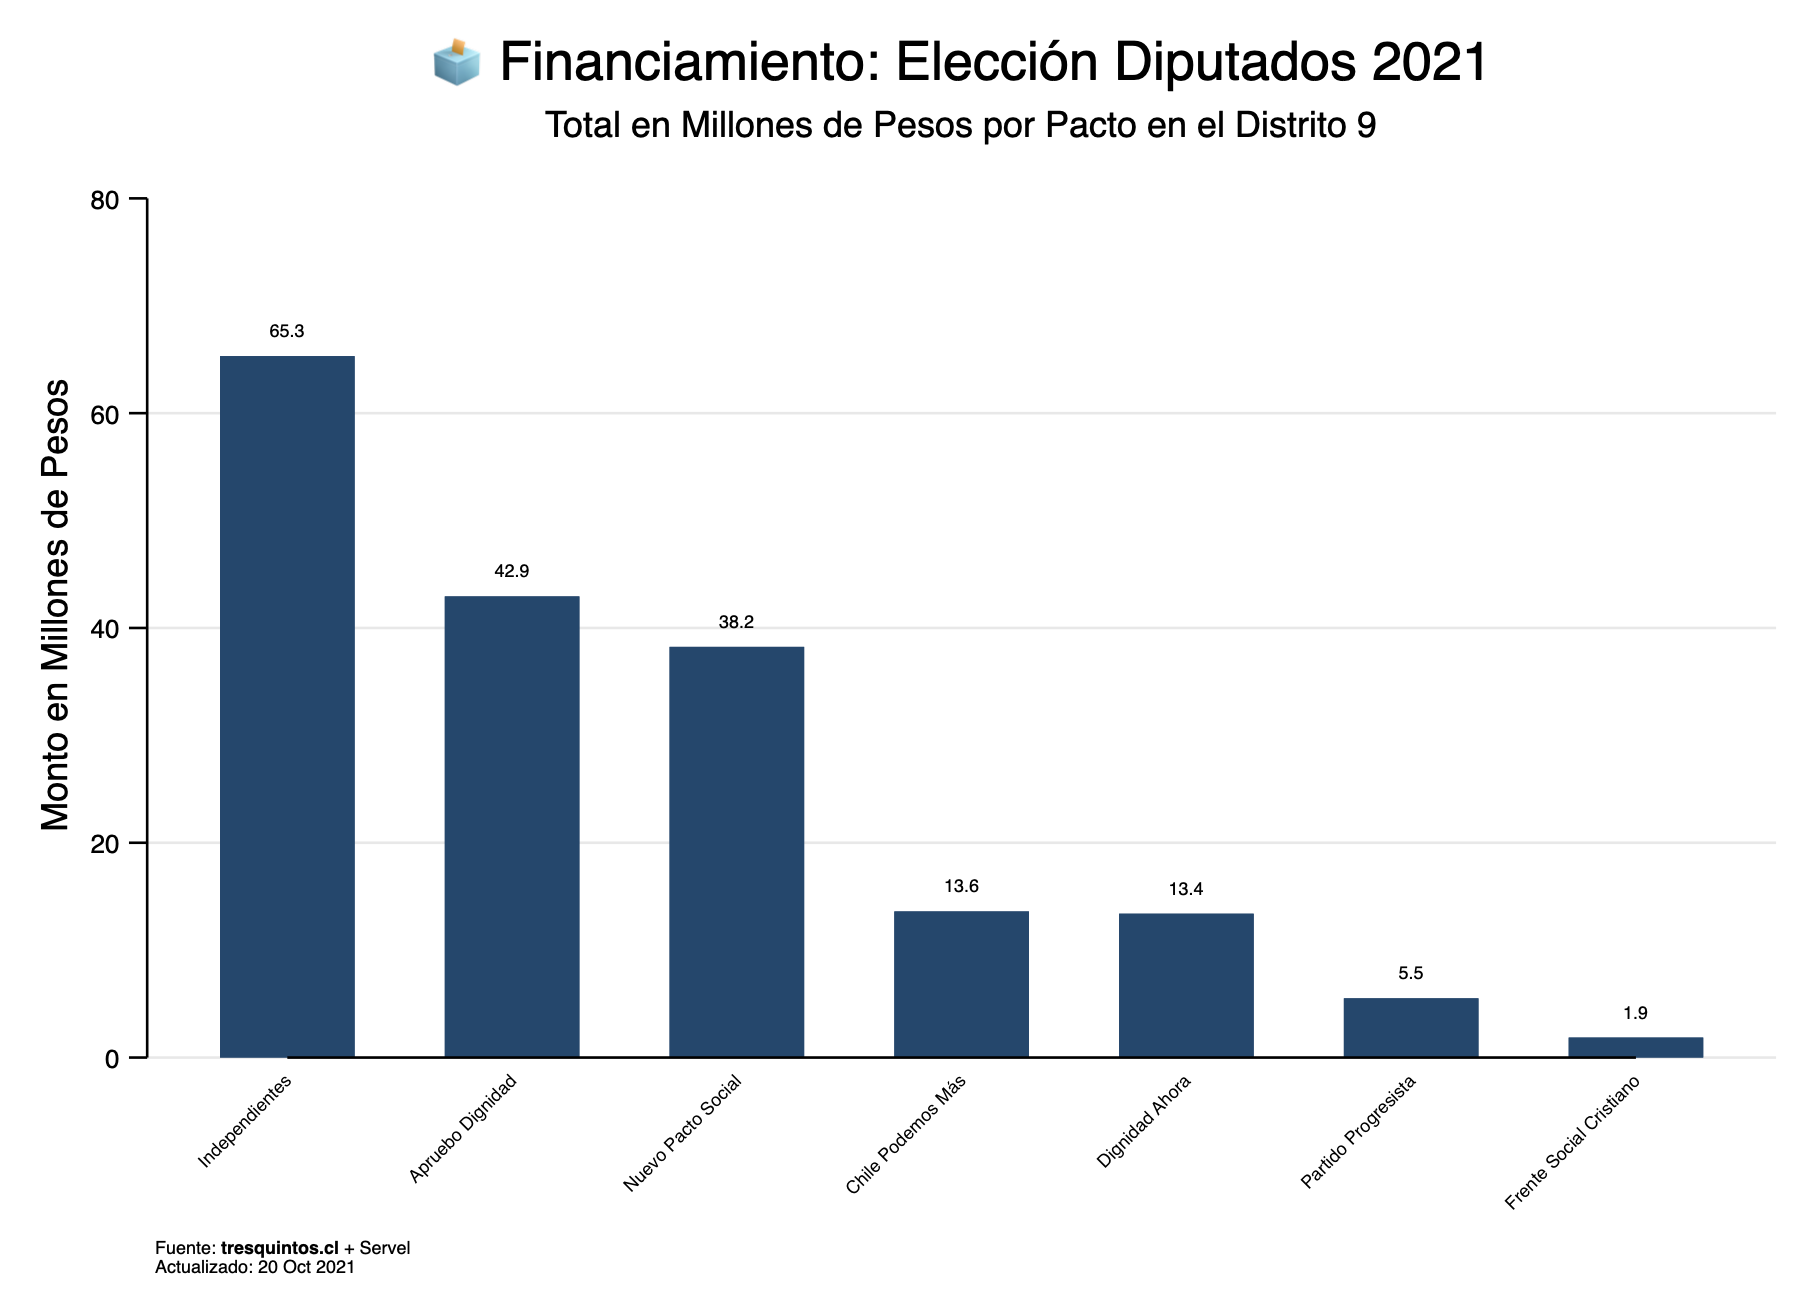 Financiamiento: Elección Diputados 2021
Total en Millones de Pesos por Pacto en el Distrito 9
Monto en Millones de Pesos
80
60
40
20
0
65.3
42.9
38.2
13.6
13.4
5.5
1.9
Independientes
Apruebo Dignidad
Nuevo Pacto Social
Chile Podemos Más
Dignidad Ahora
Partido Progresista
Frente Social Cristiano
Fuente: tresquintos.cl + Servel
Actualizado: 20 Oct 2021